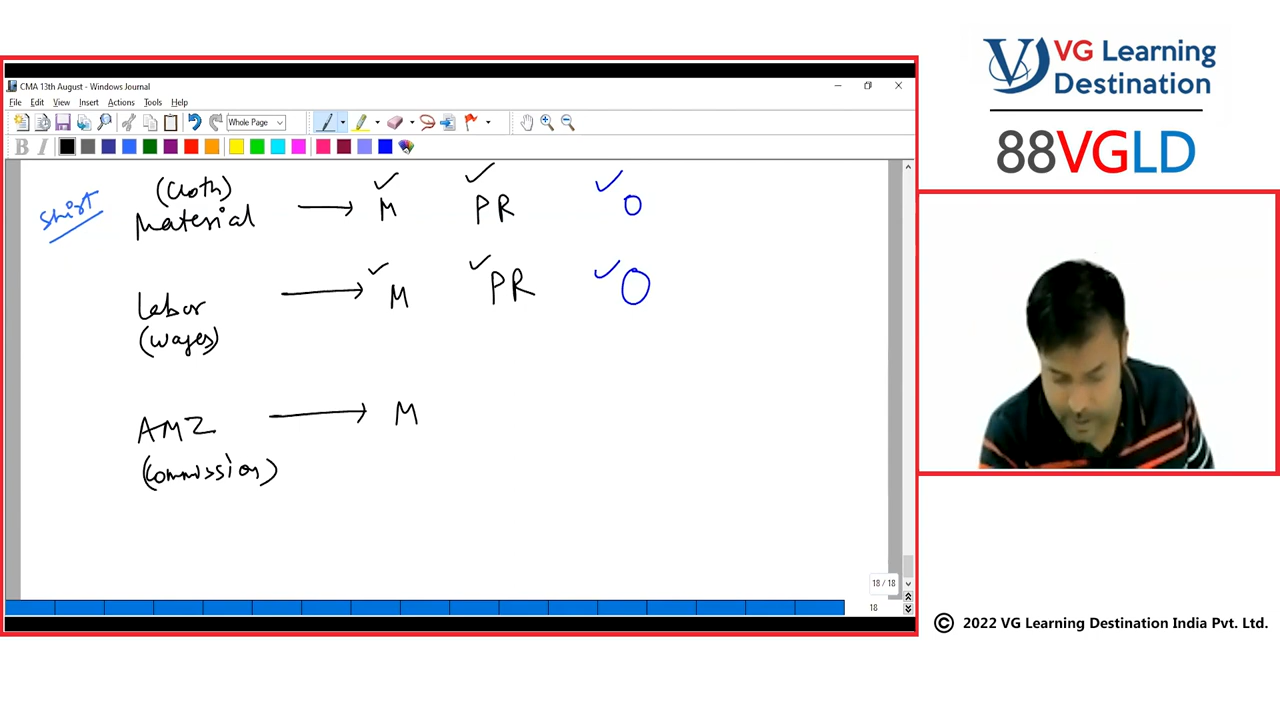 CMA 13th August - Windows Journal
File Edit View Insert Actions Tools Help
Whole Page
B I
(Cloth)
Shirt
Material → M PR O
Labor → M PR O
(wages)
AMZ → M
(Commission)
18 / 18
18
VG Learning
Destination
88VGLD
© 2022 VG Learning Destination India Pvt. Ltd.